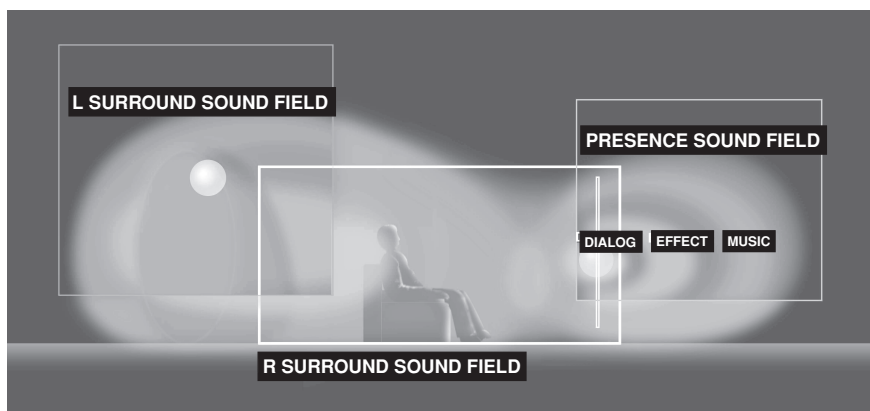 L SURROUND SOUND FIELD
PRESENCE SOUND FIELD
DIALOG EFFECT MUSIC
R SURROUND SOUND FIELD